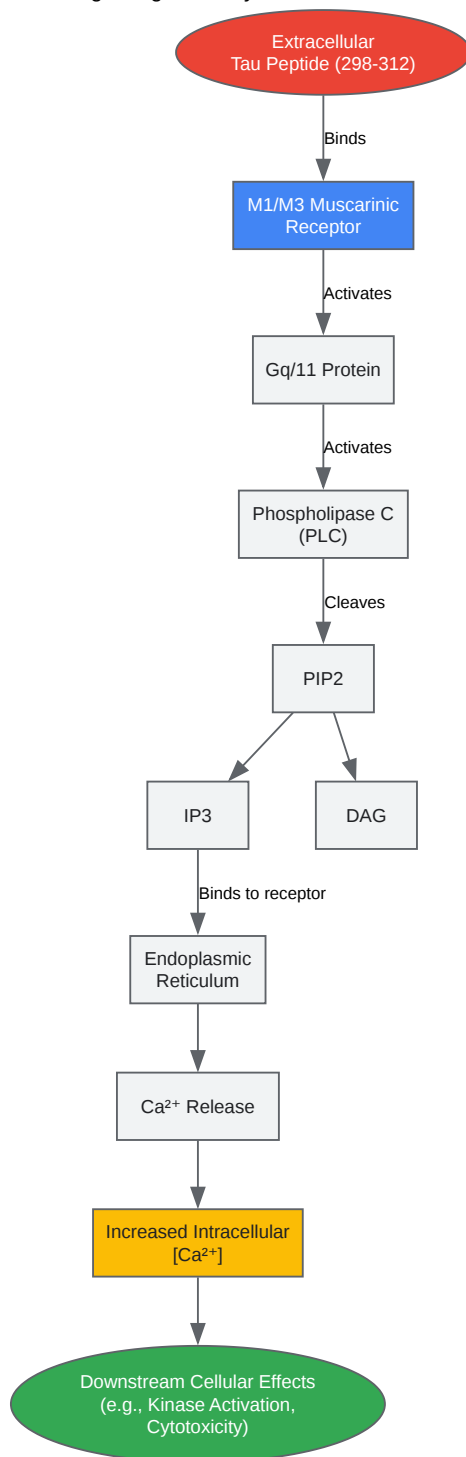 Extracellular
Tau Peptide (298-312)
Binds
M1/M3 Muscarinic
Receptor
Activates
Gq/11 Protein
Activates
Phospholipase C
(PLC)
Cleaves
PIP2
IP3
DAG
Binds to receptor
Endoplasmic
Reticulum
Ca²⁺ Release
Increased Intracellular
[Ca²⁺]
Downstream Cellular Effects
(e.g., Kinase Activation,
Cytotoxicity)